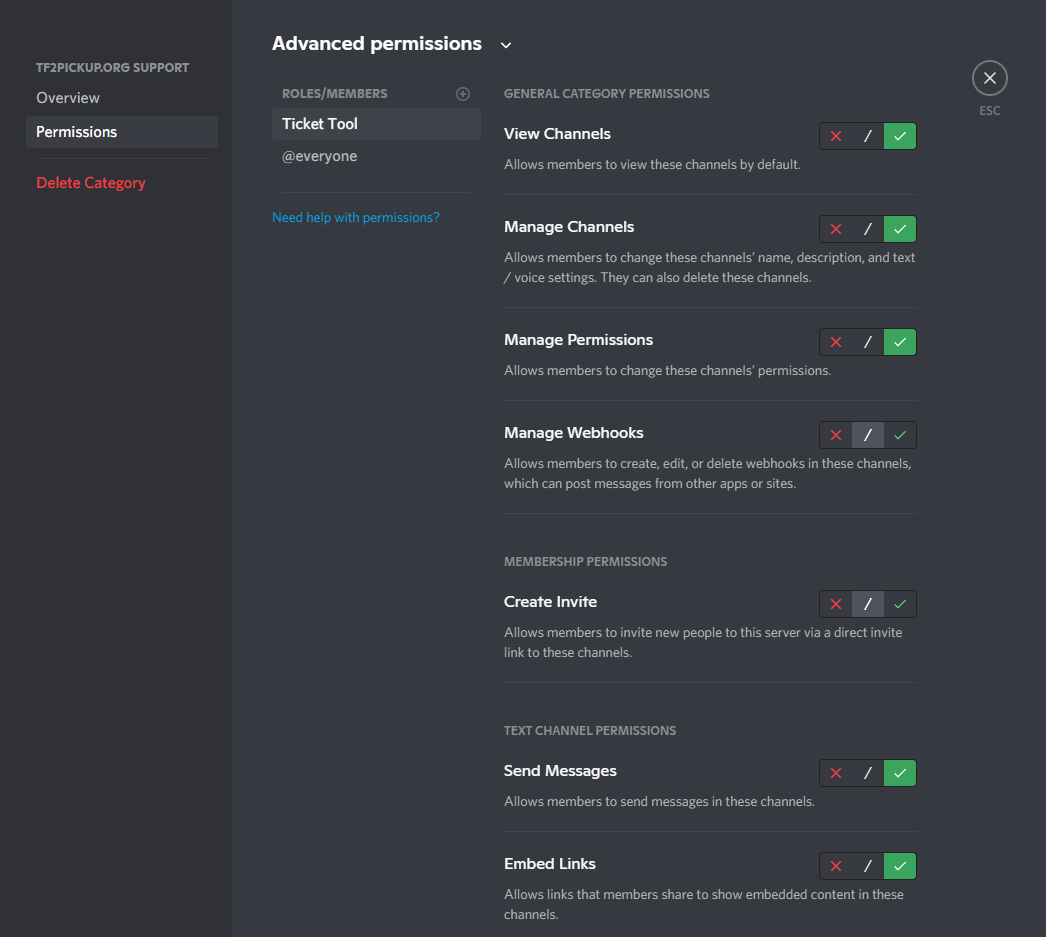 TF2PICKUP.ORG SUPPORT
Overview
Permissions
Delete Category
Advanced permissions
ROLES/MEMBERS
Ticket Tool
@everyone
Need help with permissions?
GENERAL CATEGORY PERMISSIONS
View Channels
/
Allows members to view these channels by default.
Manage Channels
/
Allows members to change these channels’ name, description, and text
/ voice settings. They can also delete these channels.
Manage Permissions
/
Allows members to change these channels’ permissions.
Manage Webhooks
/
Allows members to create, edit, or delete webhooks in these channels,
which can post messages from other apps or sites.
MEMBERSHIP PERMISSIONS
Create Invite
/
Allows members to invite new people to this server via a direct invite
link to these channels.
TEXT CHANNEL PERMISSIONS
Send Messages
/
Allows members to send messages in these channels.
Embed Links
/
Allows links that members share to show embedded content in these
channels.
ESC